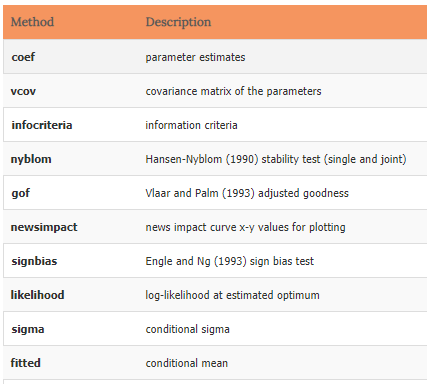 Method Description
coef parameter estimates
vcov covariance matrix of the parameters
infocriteria information criteria
nyblom Hansen-Nyblom (1990) stability test (single and joint)
gof Vlaar and Palm (1993) adjusted goodness
newsimpact news impact curve x-y values for plotting
signbias Engle and Ng (1993) sign bias test
likelihood log-likelihood at estimated optimum
sigma conditional sigma
fitted conditional mean